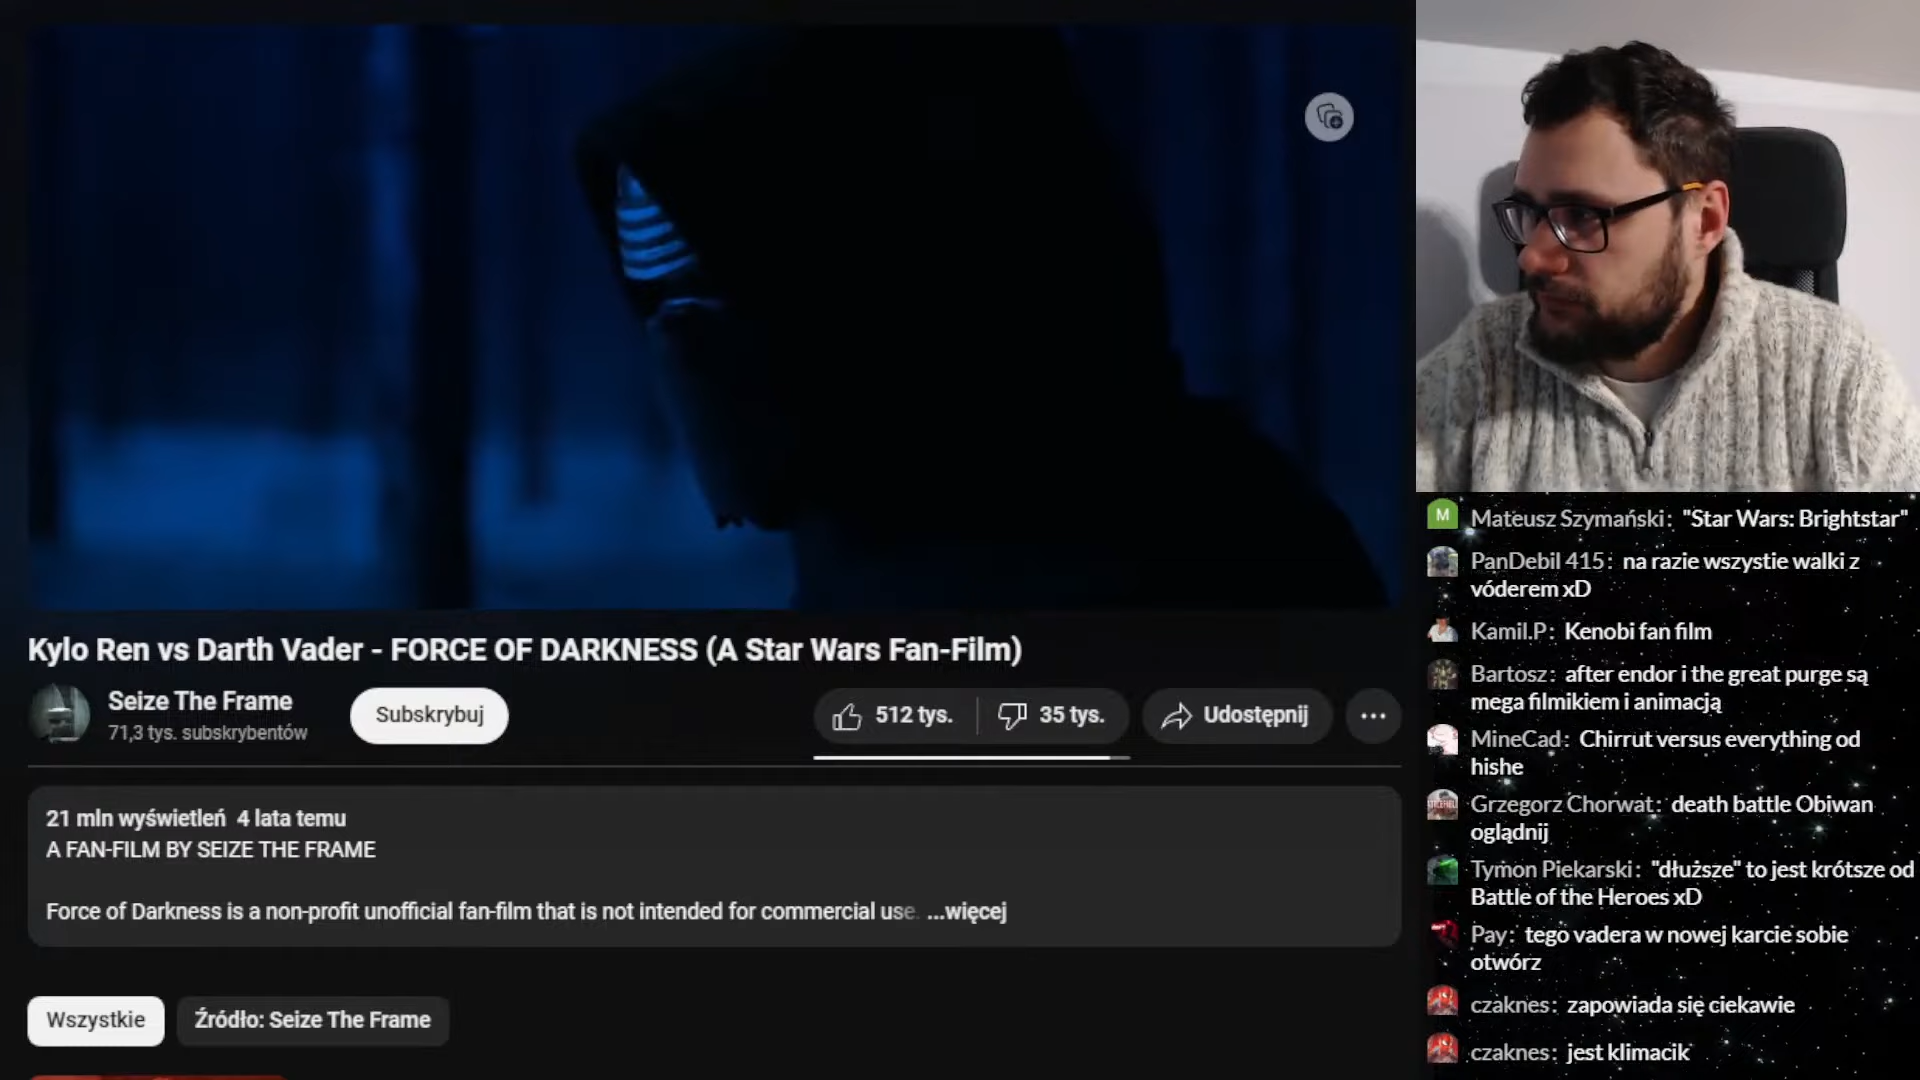 Kylo Ren vs Darth Vader - FORCE OF DARKNESS (A Star Wars Fan-Film)
Seize The Frame
71,3 tys. subskrybentów
Subskrybuj
512 tys.
35 tys.
Udostępnij
21 mln wyświetleń 4 lata temu
A FAN-FILM BY SEIZE THE FRAME
Force of Darkness is a non-profit unofficial fan-film that is not intended for commercial use. ...więcej
Wszystkie
Źródło: Seize The Frame
M
Mateusz Szymański: "Star Wars: Brightstar"
PanDebil 415: na razie wszystie walki z
vóderem xD
Kamil.P: Kenobi fan film
Bartosz: after endor i the great purge są
mega filmikiem i animacją
MineCad: Chirrut versus everything od
hishe
Grzegorz Chorwat: death battle Obiwan
oglądnij
Tymon Piekarski: "dłuższe" to jest krótsze od
Battle of the Heroes xD
Pay: tego vadera w nowej karcie sobie
otwórz
czaknes: zapowiada się ciekawie
czaknes: jest klimacik